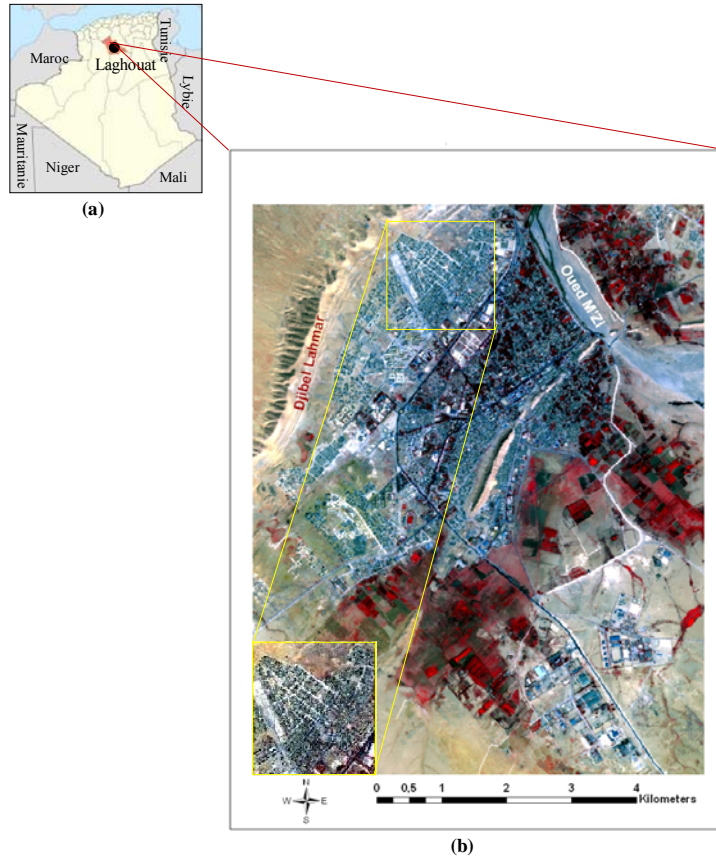 Maroc
Tunisie
Laghouat
Lybie
Mauritanie
Niger
Mali
(a)
Oued M'Zi
Djibel Lahmar
N
W E
S
0 0,5 1 2 3 4
Kilometers
(b)